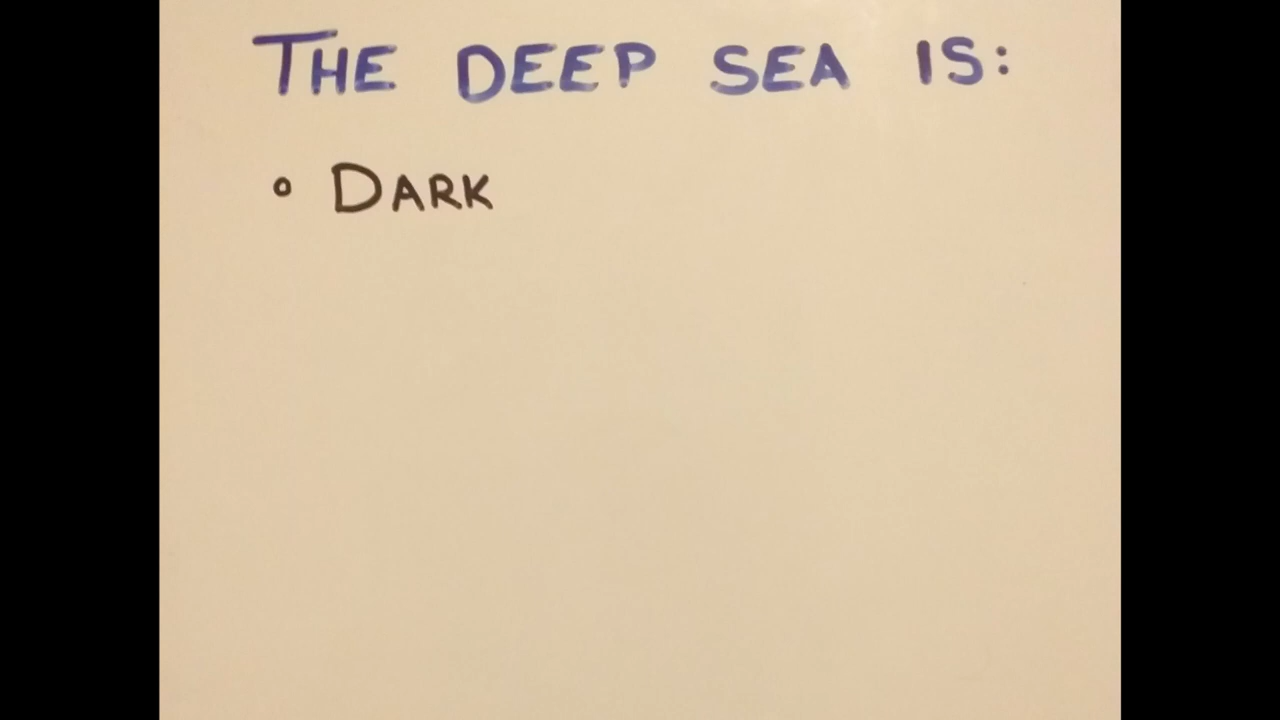 THE DEEP SEA IS:
• DARK